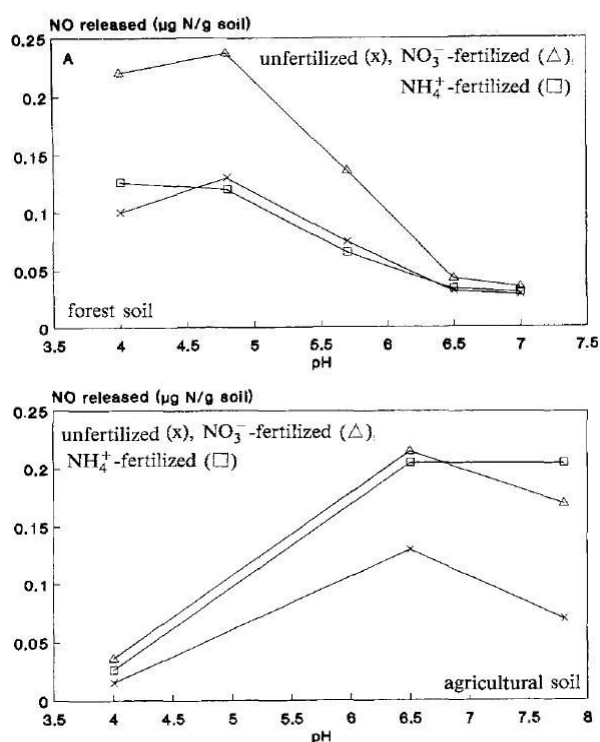 NO released (µg N/g soil)
A unfertilized (x), NO₃⁻-fertilized (△),
NH₄⁺-fertilized (□)
0.25
0.2
0.15
0.1
0.05
0
forest soil
3.5 4 4.5 5 5.5 6 6.5 7 7.5
pH
NO released (µg N/g soil)
0.25
unfertilized (x), NO₃⁻-fertilized (△),
NH₄⁺-fertilized (□)
0.2
0.15
0.1
0.05
0
agricultural soil
3.5 4 4.5 5 5.5 6 6.5 7 7.5 8
pH